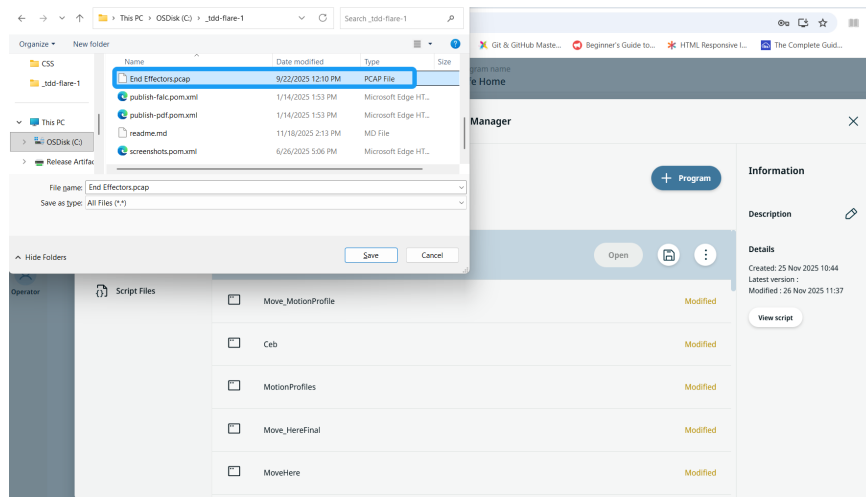 This PC > OSDisk (C:) > _tdd-flare-1
Search _tdd-flare-1
Organize
New folder
CSS
_tdd-flare-1
This PC
OSDisk (C:)
Release Artifac
Name Date modified Type Size
End Effectors.pcap 9/22/2025 12:10 PM PCAP File
publish-falc.pom.xml 1/14/2025 1:53 PM Microsoft Edge HT...
publish-pdf.pom.xml 1/14/2025 1:53 PM Microsoft Edge HT...
readme.md 11/18/2025 2:13 PM MD File
screenshots.pom.xml 6/26/2025 5:06 PM Microsoft Edge HT...
File name: End Effectors.pcap
Save as type: All Files (*.*)
Hide Folders
Save
Cancel
Git & GitHub Maste...
Beginner's Guide to...
HTML Responsive I...
The Complete Guid...
gram name
e Home
Manager
Program
Open
Operator
Script Files
Move_MotionProfile Modified
Ceb Modified
MotionProfiles Modified
Move_HereFinal Modified
MoveHere Modified
Information
Description
Details
Created: 25 Nov 2025 10:44
Latest version :
Modified : 26 Nov 2025 11:37
View script